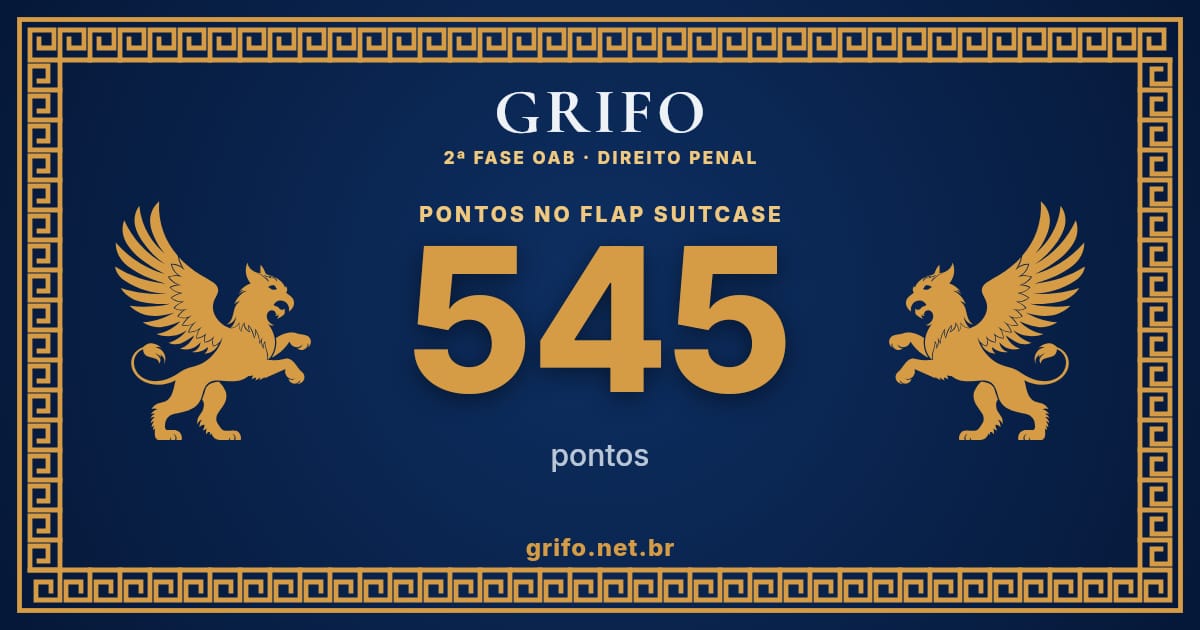 GRIFO
2ª FASE OAB · DIREITO PENAL
PONTOS NO FLAP SUITCASE
545
pontos
grifo.net.br